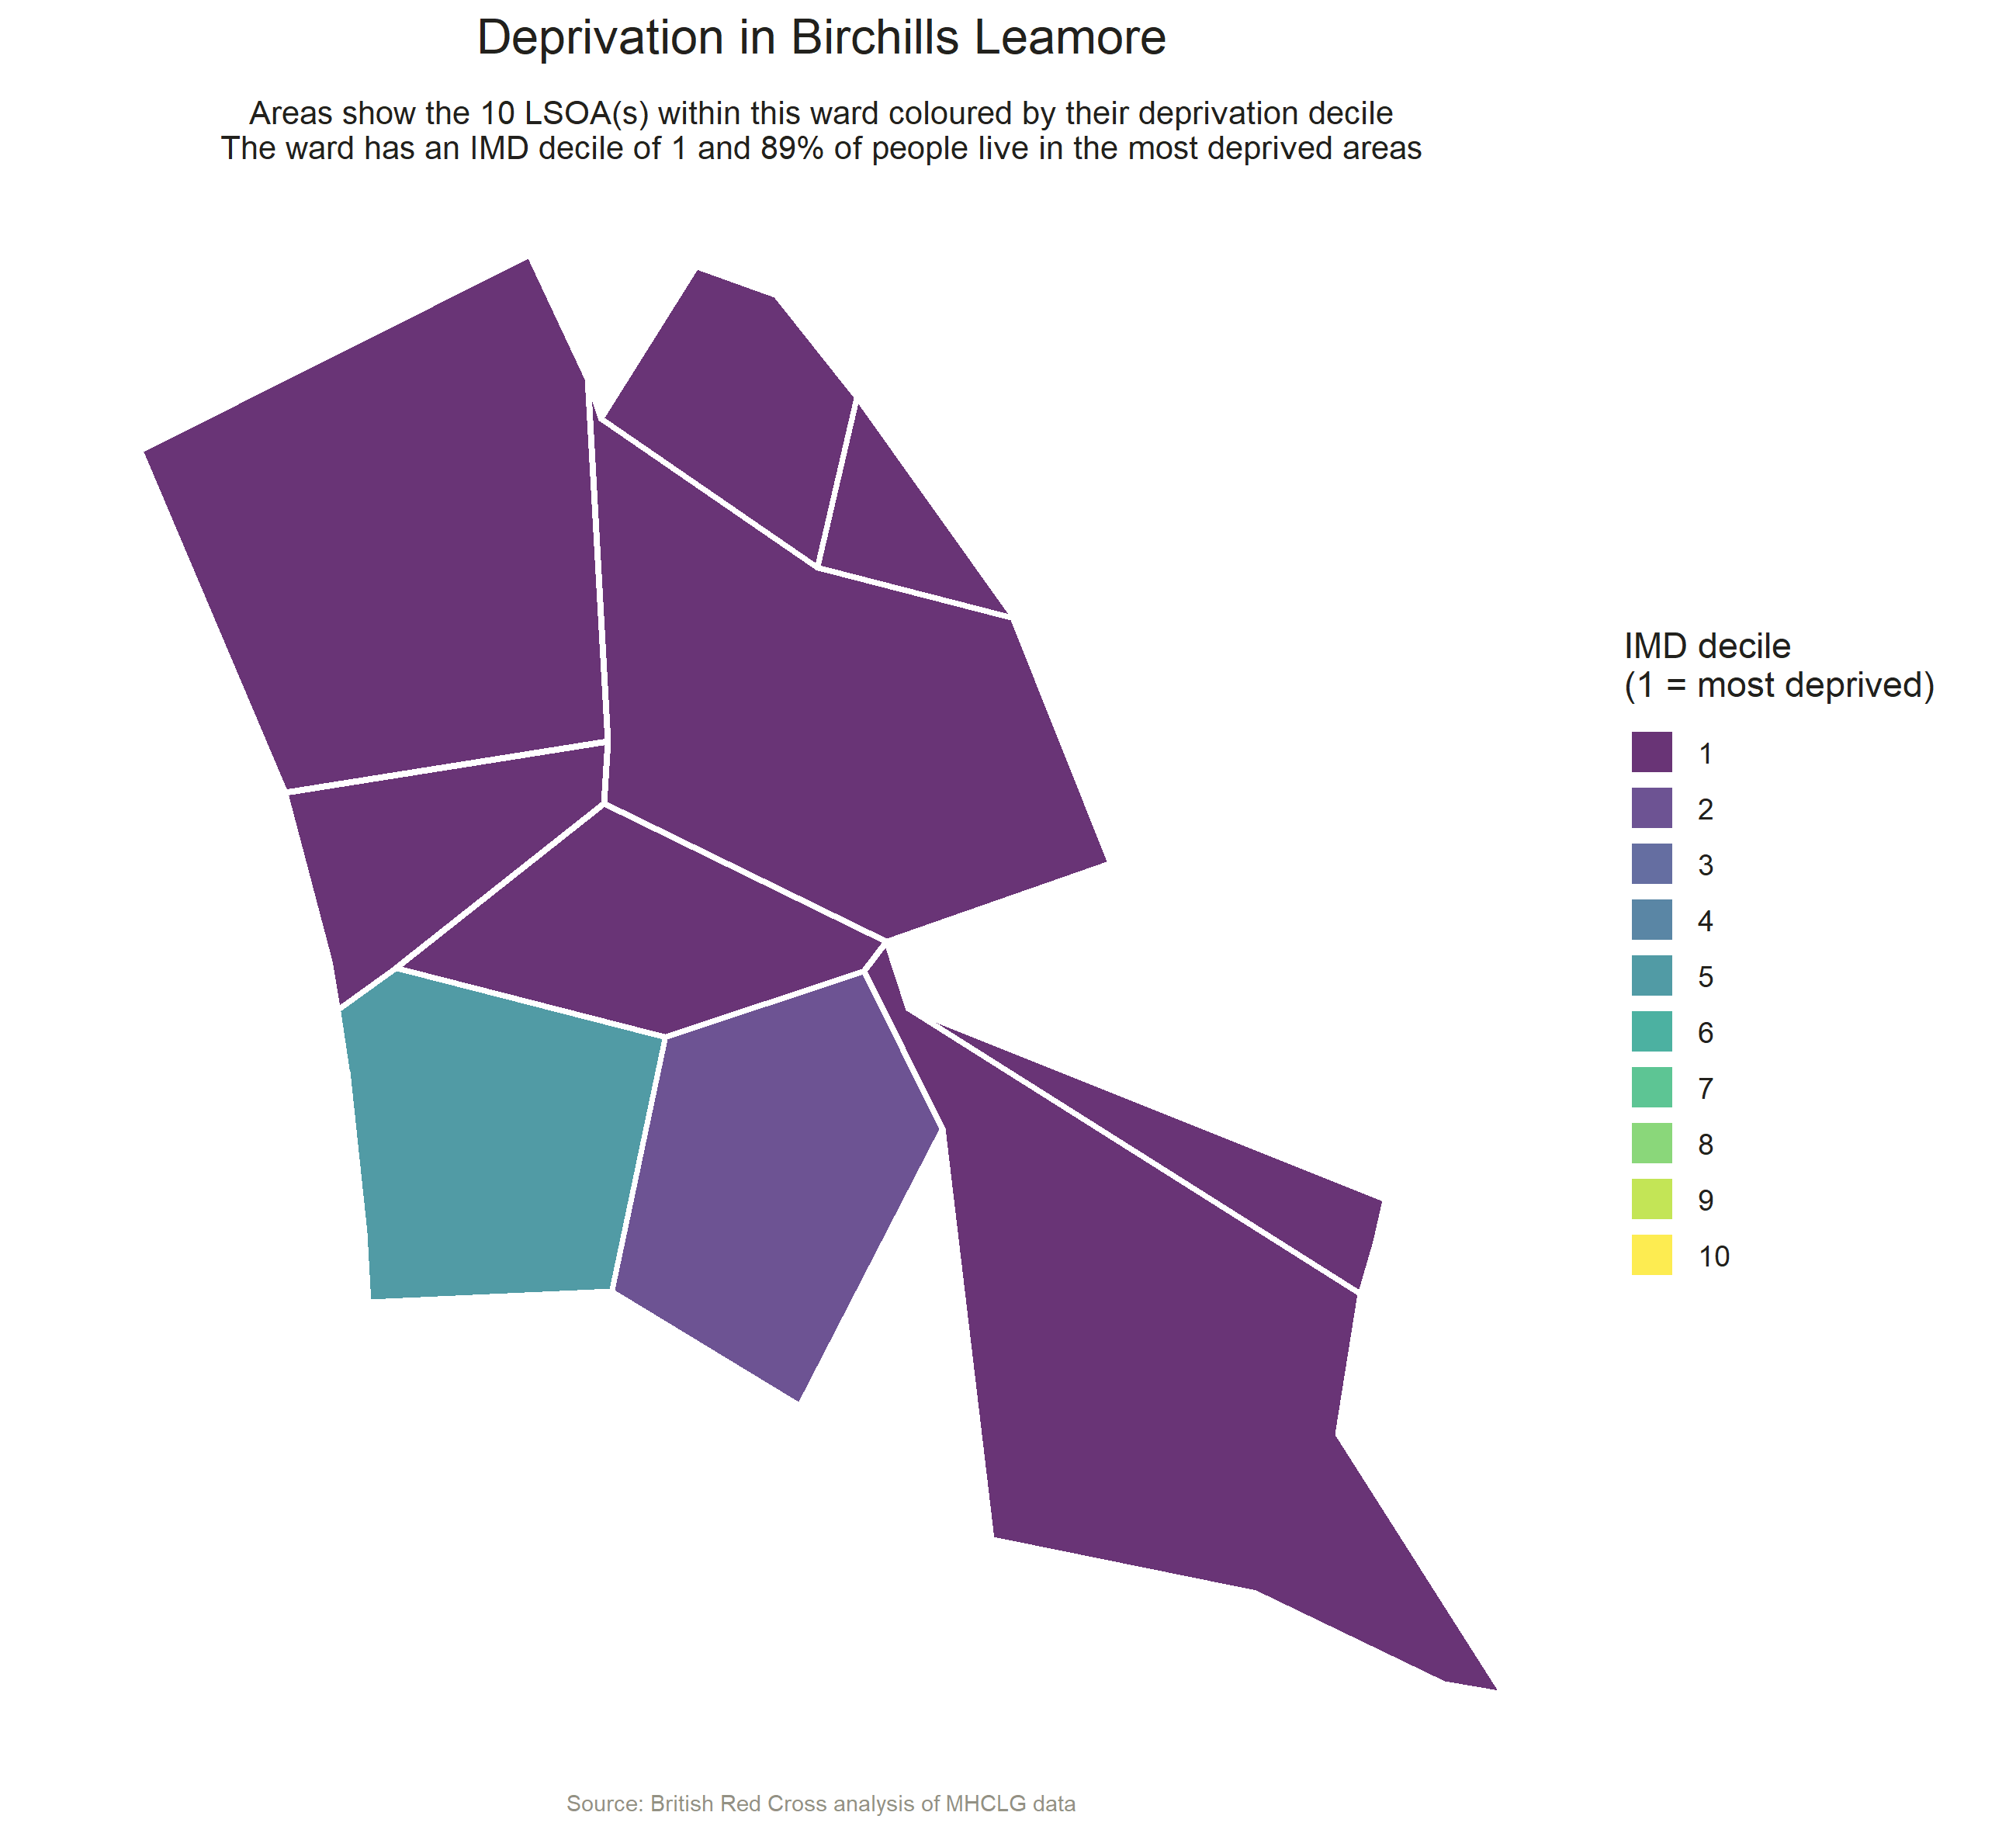 Deprivation in Birchills Leamore
Areas show the 10 LSOA(s) within this ward coloured by their deprivation decile
The ward has an IMD decile of 1 and 89% of people live in the most deprived areas
IMD decile
(1 = most deprived)
1
2
3
4
5
6
7
8
9
10
Source: British Red Cross analysis of MHCLG data